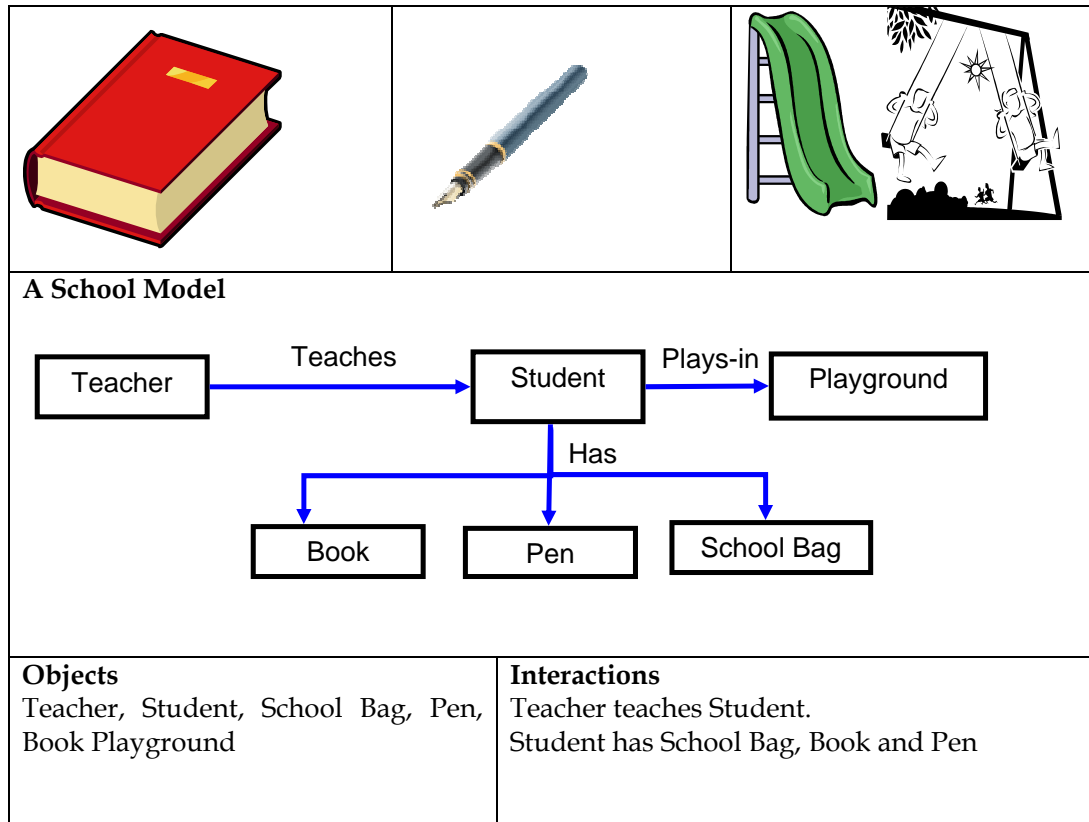 A School Model
Teaches
Plays-in
Teacher
Student
Playground
Has
Book
Pen
School Bag
Objects
Teacher, Student, School Bag, Pen,
Book Playground
Interactions
Teacher teaches Student.
Student has School Bag, Book and Pen